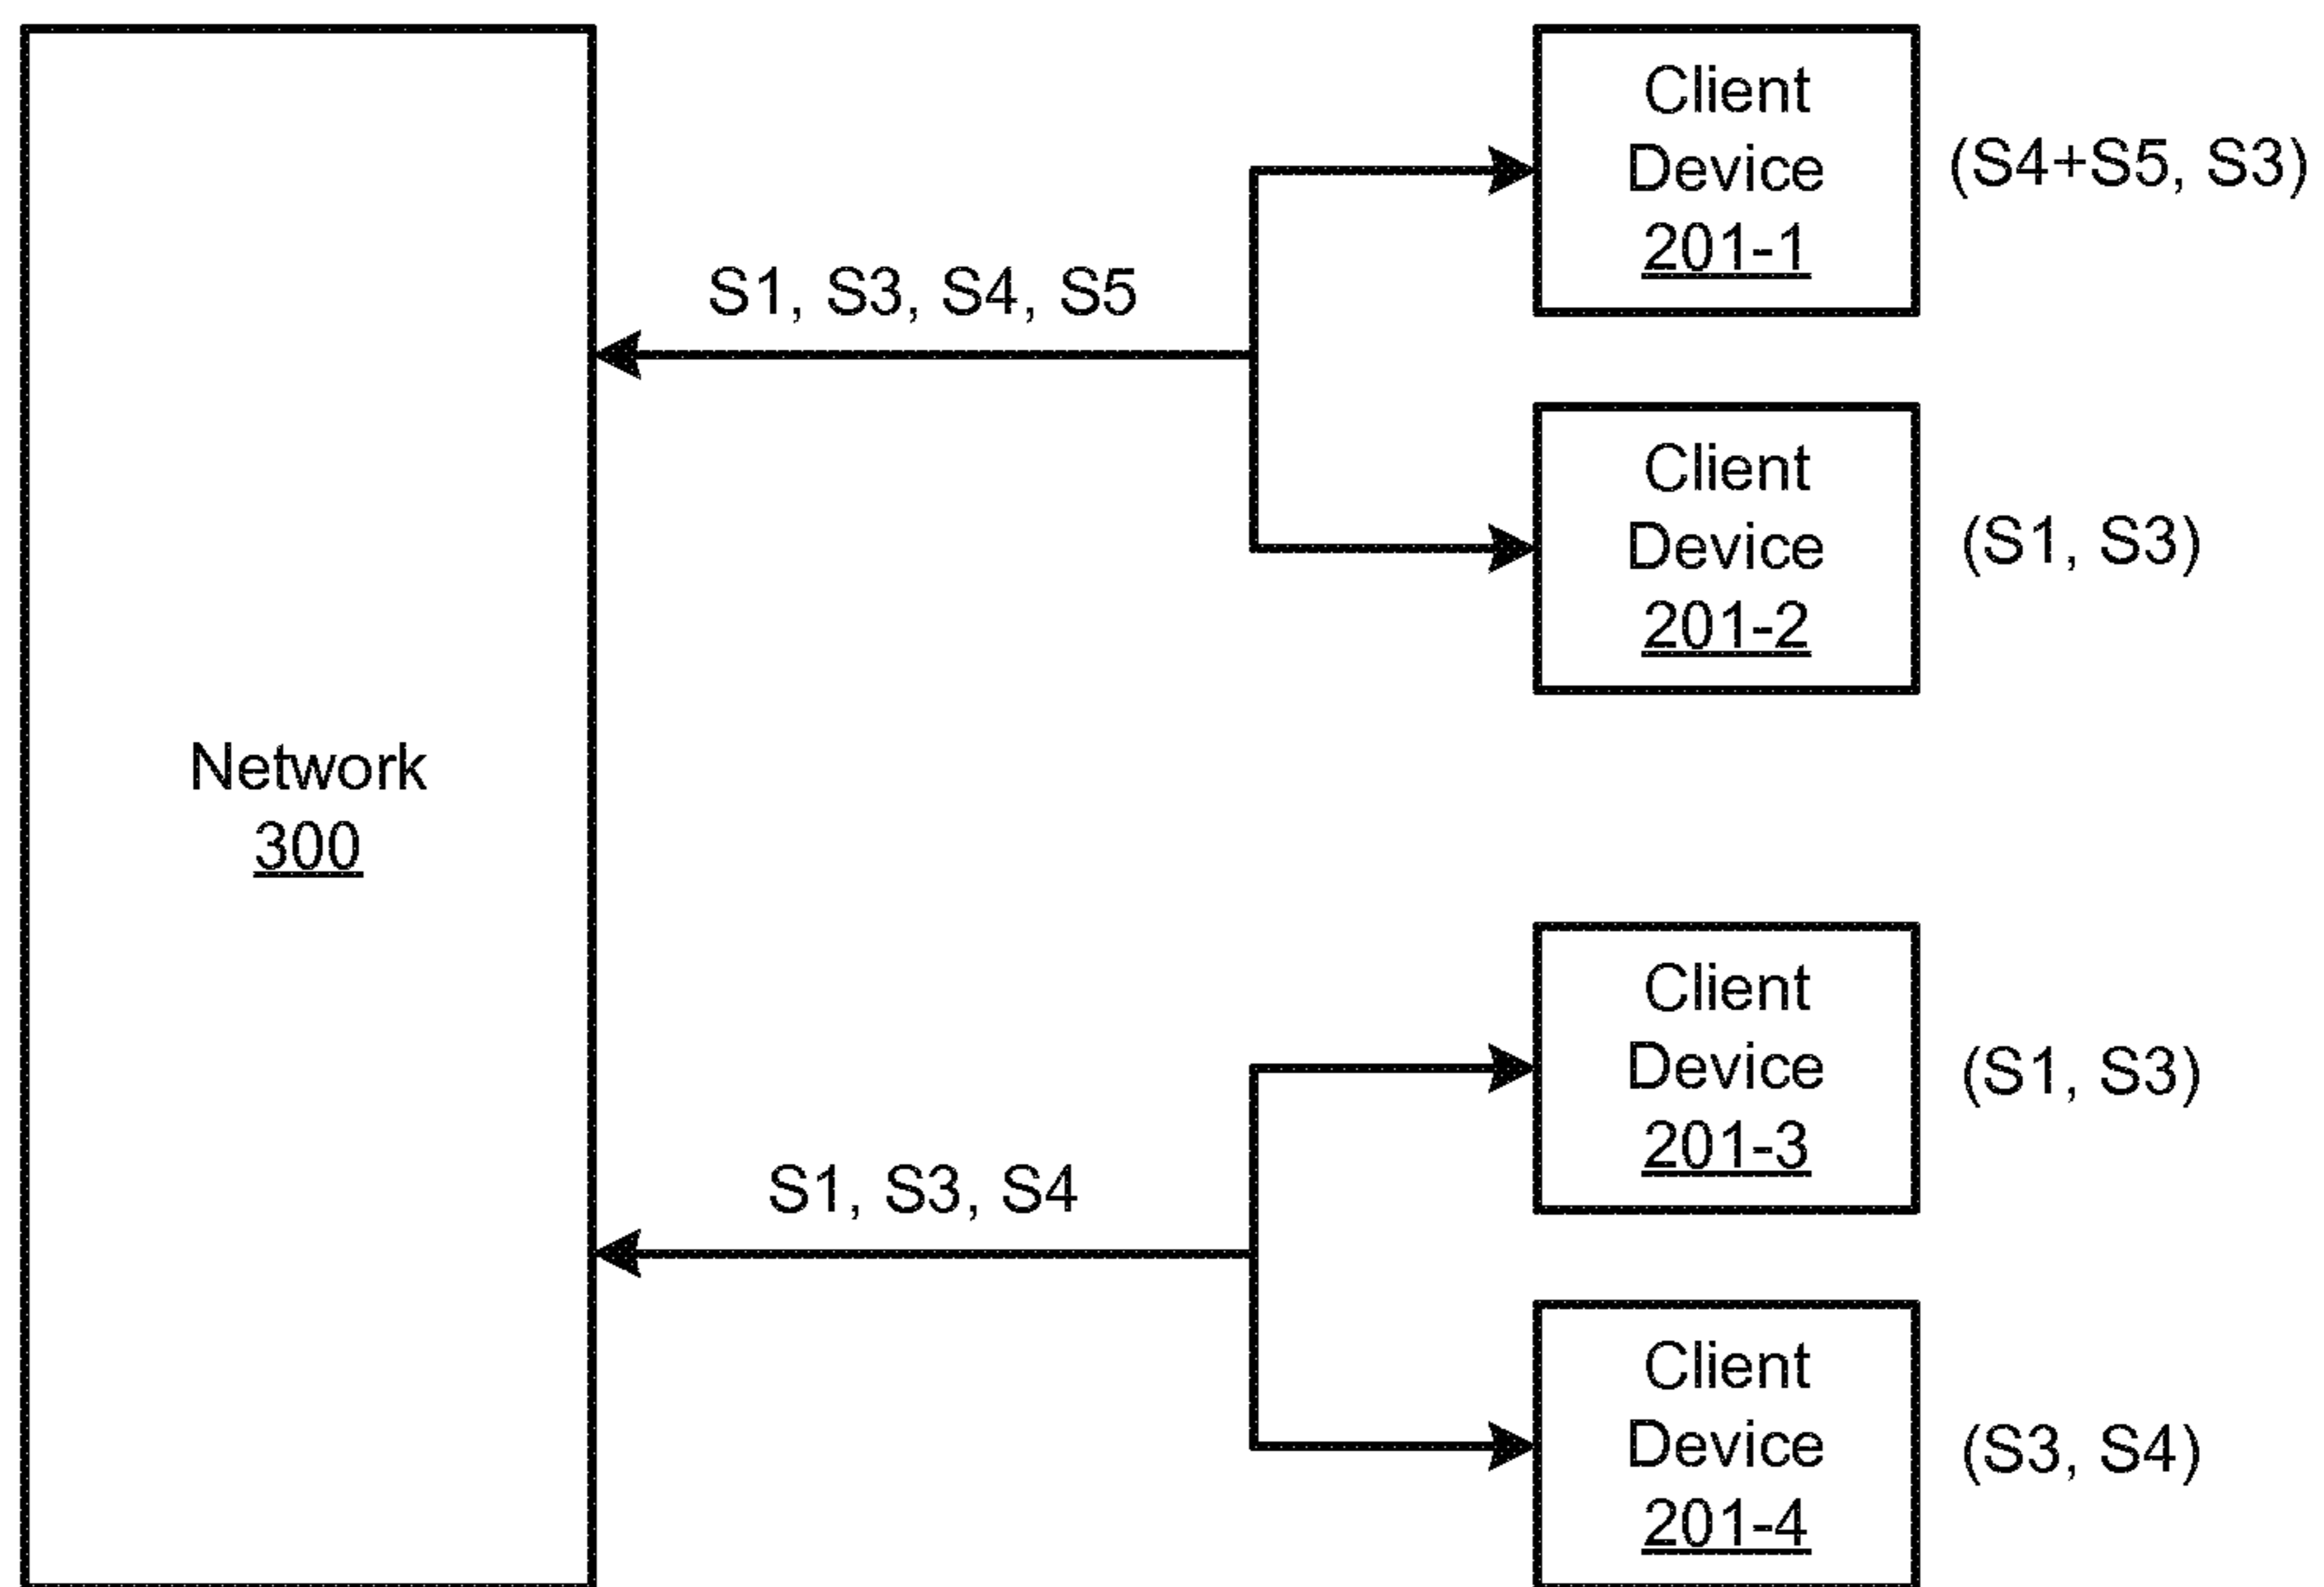 Network
300
S1, S3, S4, S5
Client
Device
201-1
(S4+S5, S3)
Client
Device
201-2
(S1, S3)
S1, S3, S4
Client
Device
201-3
(S1, S3)
Client
Device
201-4
(S3, S4)